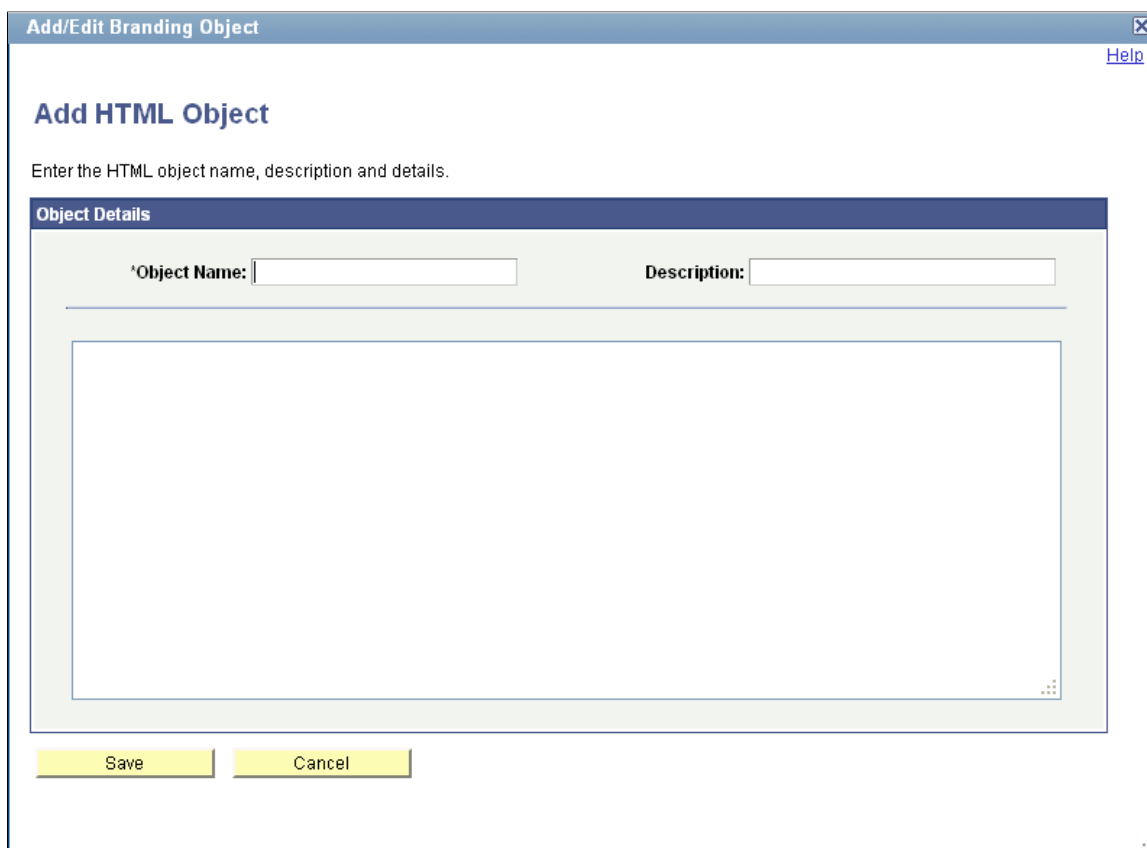 Add/Edit Branding Object
Help
Add HTML Object
Enter the HTML object name, description and details.
Object Details
*Object Name: Description:
Save Cancel